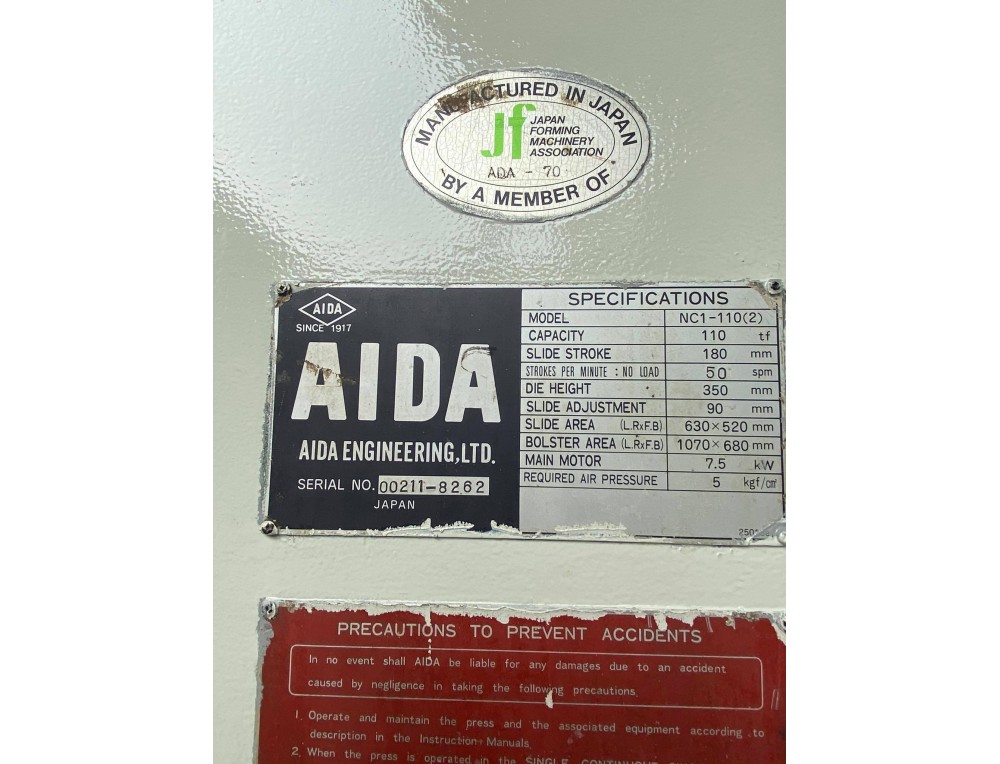 MANUFACTURED IN JAPAN
Jf
JAPAN
FORMING
MACHINERY
ASSOCIATION
ADA - 70
BY A MEMBER OF
AIDA
SINCE 1917
AIDA
AIDA ENGINEERING,LTD.
SERIAL NO. 00211-8262
JAPAN
SPECIFICATIONS
MODEL NC1-110(2)
CAPACITY 110 tf
SLIDE STROKE 180 mm
STROKES PER MINUTE : NO LOAD 50 spm
DIE HEIGHT 350 mm
SLIDE ADJUSTMENT 90 mm
SLIDE AREA (L.RxF.B) 630×520 mm
BOLSTER AREA (L.RxF.B) 1070×680 mm
MAIN MOTOR 7.5 kW
REQUIRED AIR PRESSURE 5 kgf/cm²
PRECAUTIONS TO PREVENT ACCIDENTS
In no event shall AIDA be liable for any damages due to an accident
caused by negligence in taking the following precautions.
1. Operate and maintain the press and the associated equipment according to
description in the Instruction Manuals.
2. When the press is operated in the SINGLE, CONTINUOUS